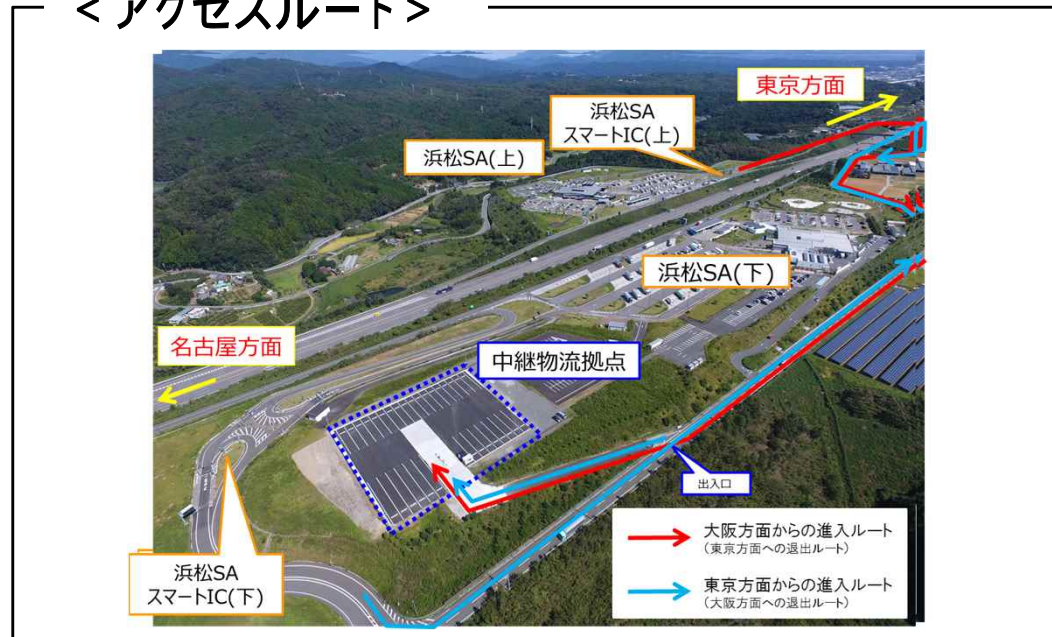 <アクセスルート>
東京方面
浜松SA
スマートIC(上)
浜松SA(上)
浜松SA(下)
名古屋方面
中継物流拠点
出入口
大阪方面からの進入ルート
(東京方面への退出ルート)
東京方面からの進入ルート
(大阪方面への退出ルート)
浜松SA
スマートIC(下)